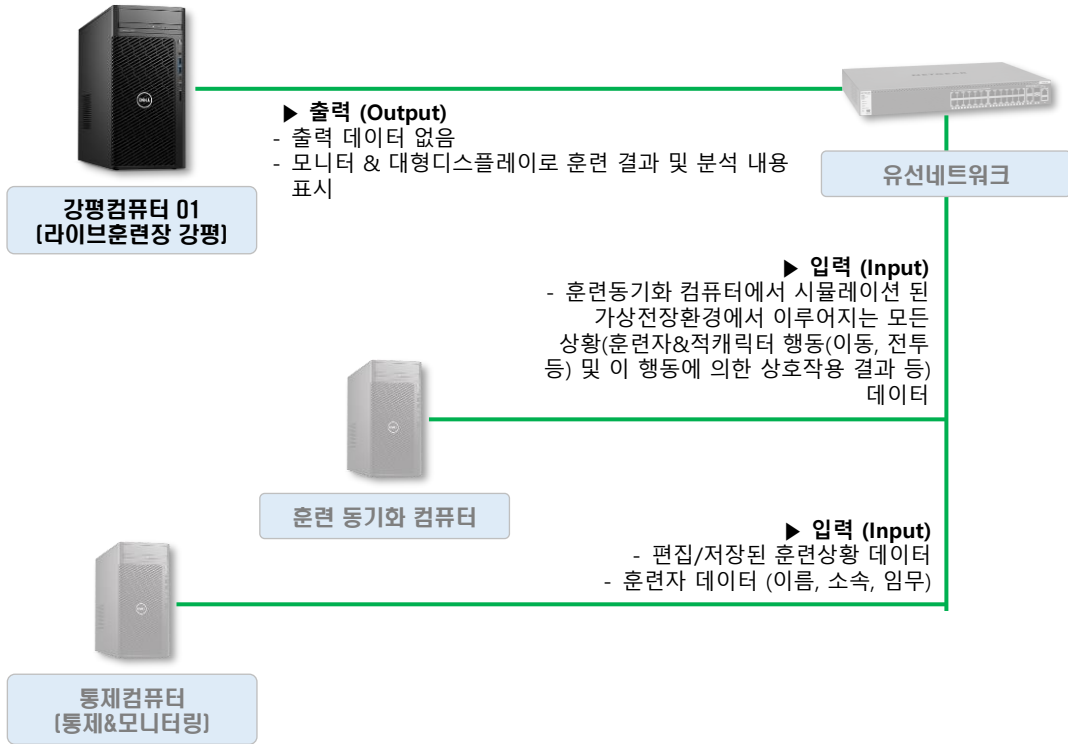 ▶ 출력 (Output)
- 출력 데이터 없음
- 모니터 & 대형디스플레이로 훈련 결과 및 분석 내용
표시
유선네트워크
강평컴퓨터 01
(라이브훈련장 강평)
▶ 입력 (Input)
- 훈련동기화 컴퓨터에서 시뮬레이션 된
가상전장환경에서 이루어지는 모든
상황(훈련자&적캐릭터 행동(이동, 전투
등) 및 이 행동에 의한 상호작용 결과 등)
데이터
훈련 동기화 컴퓨터
▶ 입력 (Input)
- 편집/저장된 훈련상황 데이터
- 훈련자 데이터 (이름, 소속, 임무)
통제컴퓨터
(통제&모니터링)